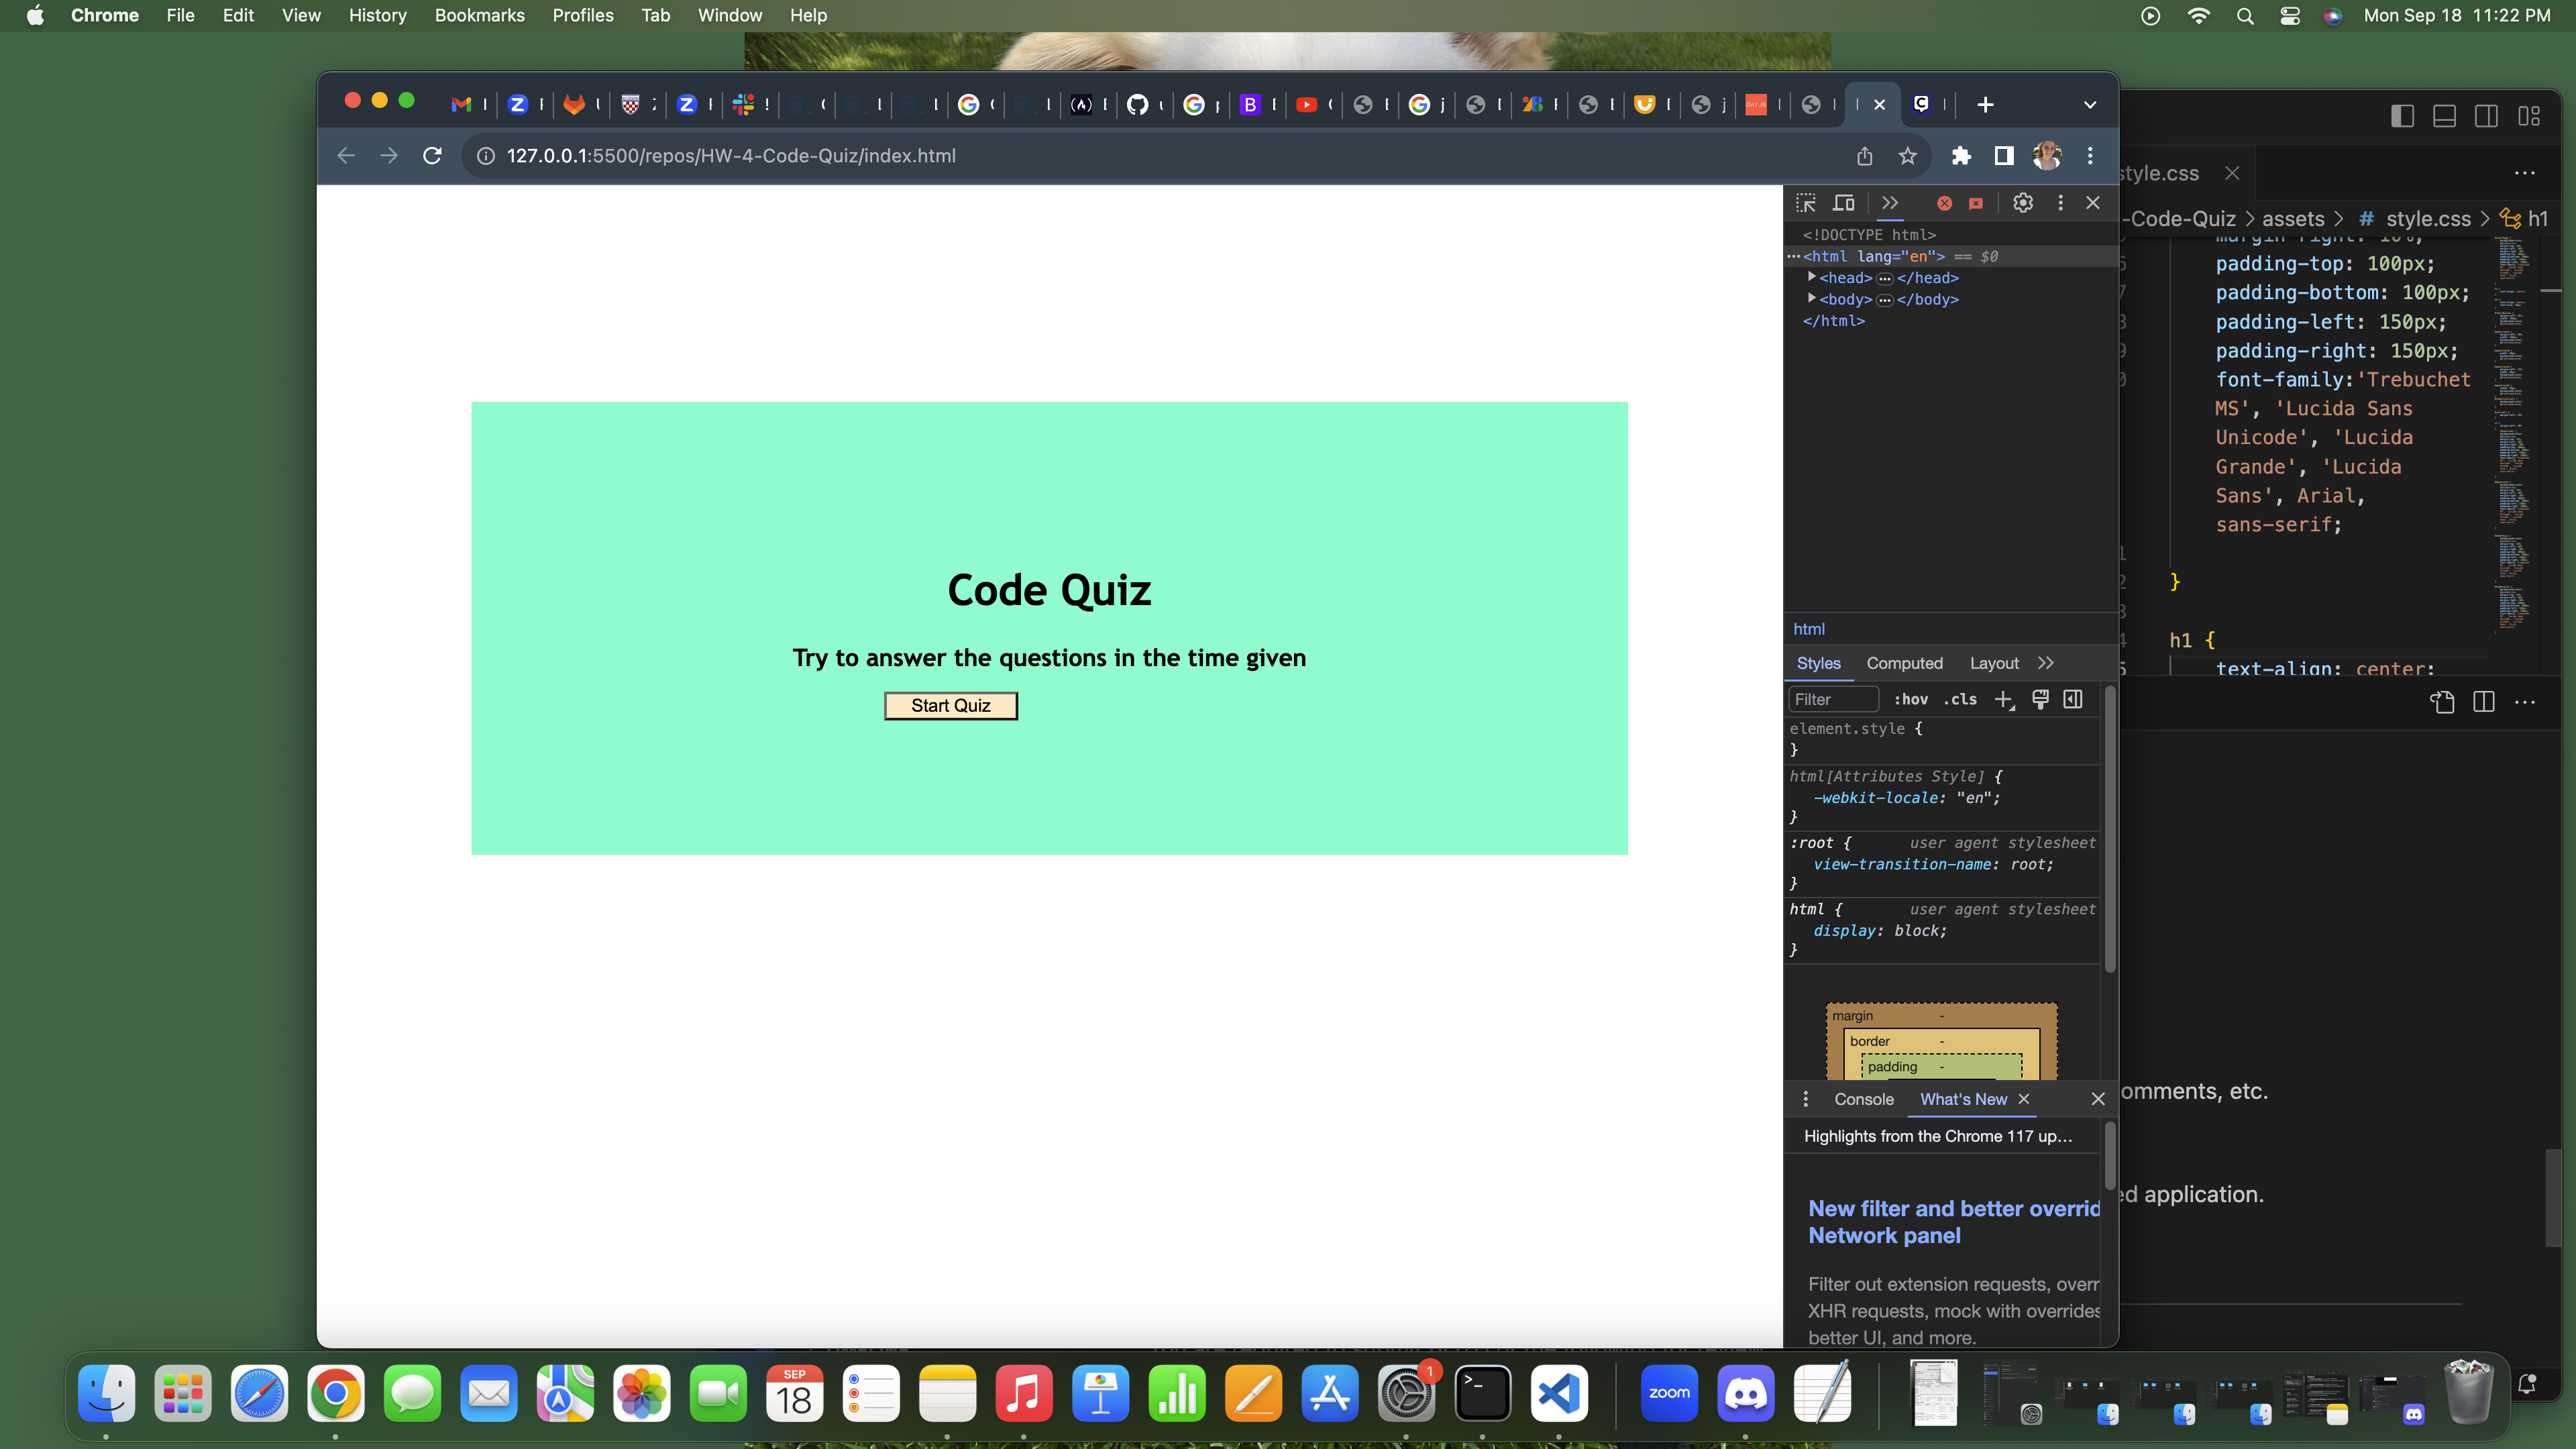 Chrome File Edit View History Bookmarks Profiles Tab Window Help
Mon Sep 18 11:22 PM
127.0.0.1:5500/repos/HW-4-Code-Quiz/index.html
Code Quiz
Try to answer the questions in the time given
Start Quiz
<!DOCTYPE html>
<html lang="en"> == $0
<head> </head>
<body> </body>
</html>
html
Styles Computed Layout
Filter :hov .cls
element.style {
}
html[Attributes Style] {
-webkit-locale: "en";
}
:root { user agent stylesheet
view-transition-name: root;
}
html { user agent stylesheet
display: block;
}
margin -
border -
padding -
Console What's New
Highlights from the Chrome 117 up…
New filter and better overrid
Network panel
Filter out extension requests, overr
XHR requests, mock with overrides
better UI, and more.
style.css
-Code-Quiz > assets > # style.css > h1
margin-right: 10%;
padding-top: 100px;
padding-bottom: 100px;
padding-left: 150px;
padding-right: 150px;
font-family:'Trebuchet
MS', 'Lucida Sans
Unicode', 'Lucida
Grande', 'Lucida
Sans', Arial,
sans-serif;
}
h1 {
text-align: center;
omments, etc.
ed application.
SEP
18
1
zoom